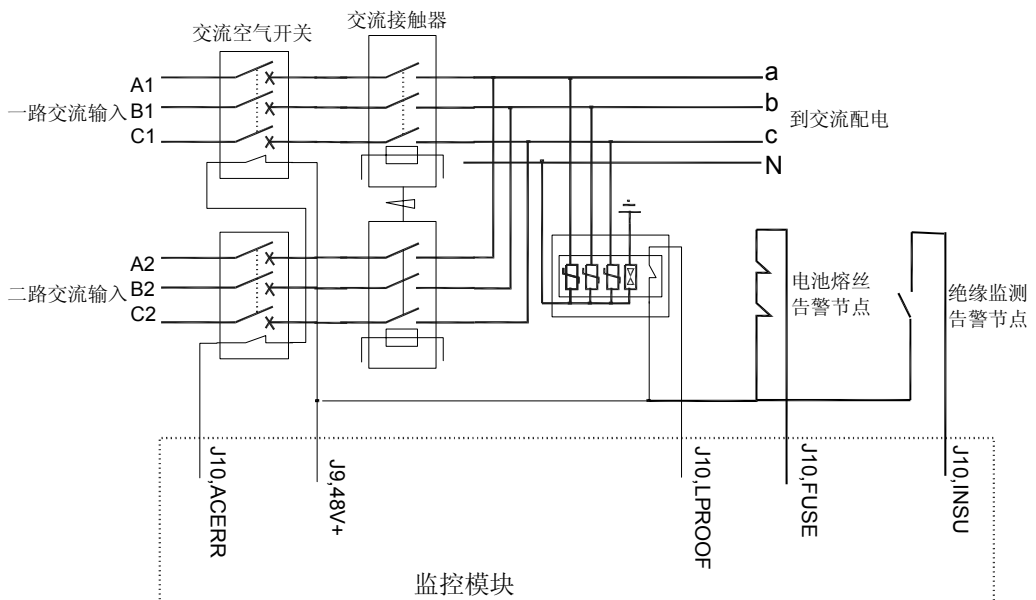 交流空气开关
交流接触器
A1
一路交流输入 B1
C1
a
b
到交流配电
c
N
A2
二路交流输入 B2
C2
电池熔丝
告警节点
绝缘监测
告警节点
J10,ACERR
J9,48V+
J10,LPROOF
J10,FUSE
J10,INSU
监控模块